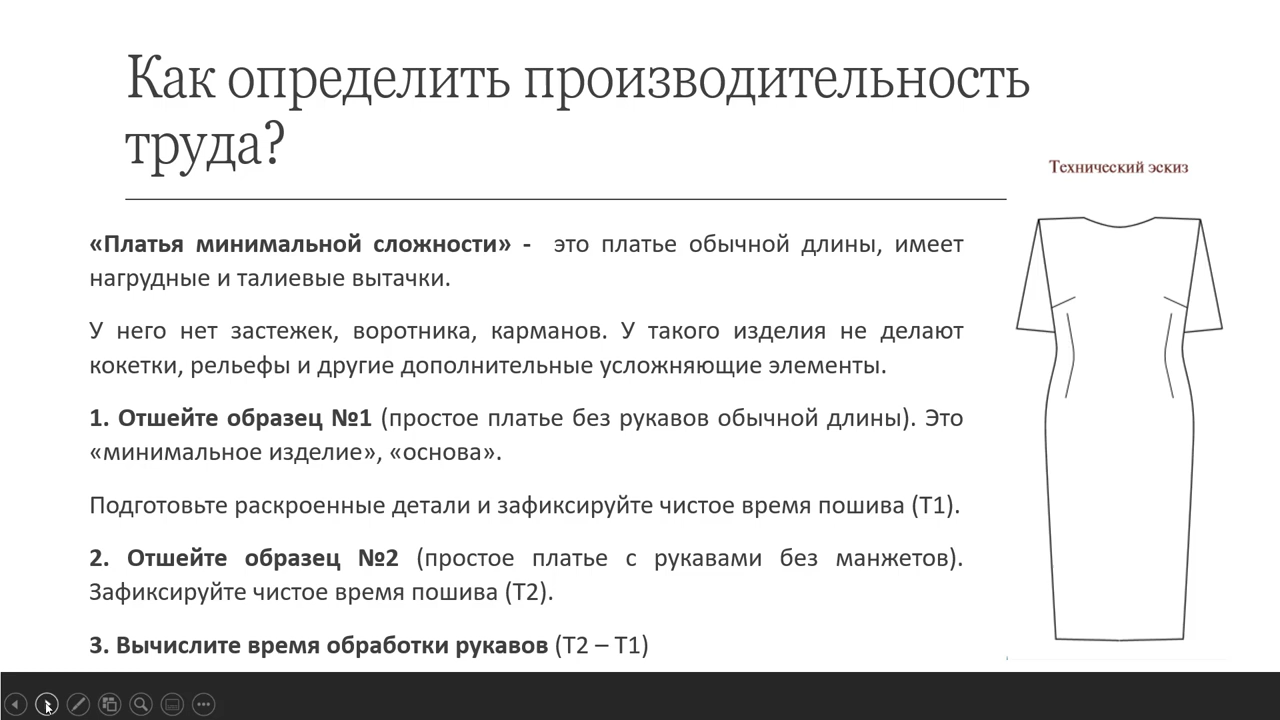 Как определить производительность
труда?
Технический эскиз
«Платья минимальной сложности» - это платье обычной длины, имеет
нагрудные и талиевые вытачки.
У него нет застежек, воротника, карманов. У такого изделия не делают
кокетки, рельефы и другие дополнительные усложняющие элементы.
1. Отшейте образец №1 (простое платье без рукавов обычной длины). Это
«минимальное изделие», «основа».
Подготовьте раскроенные детали и зафиксируйте чистое время пошива (Т1).
2. Отшейте образец №2 (простое платье с рукавами без манжетов).
Зафиксируйте чистое время пошива (Т2).
3. Вычислите время обработки рукавов (Т2 – Т1)